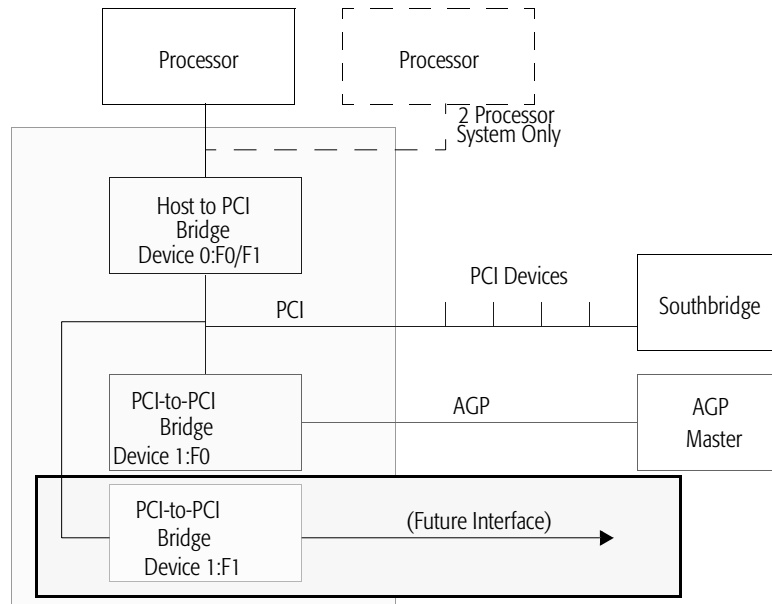 Processor
Processor
2 Processor
System Only
Host to PCI
Bridge
Device 0:F0/F1
PCI Devices
Southbridge
PCI
PCI-to-PCI
Bridge
Device 1:F0
AGP
AGP
Master
PCI-to-PCI
Bridge
Device 1:F1
(Future Interface)